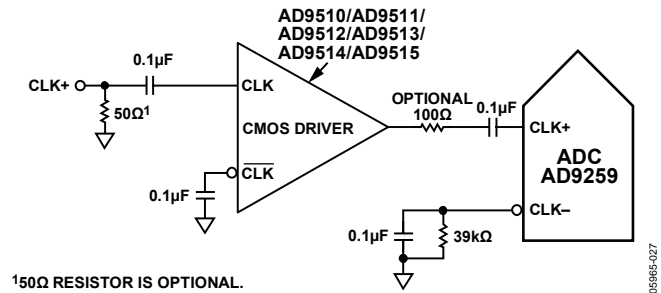 AD9510/AD9511/
AD9512/AD9513/
AD9514/AD9515
0.1µF
CLK+
50Ω1
CLK
CMOS DRIVER
CLK
0.1µF
OPTIONAL
100Ω
0.1µF
CLK+
ADC
AD9259
CLK–
0.1µF
39kΩ
150Ω RESISTOR IS OPTIONAL.
05965-027